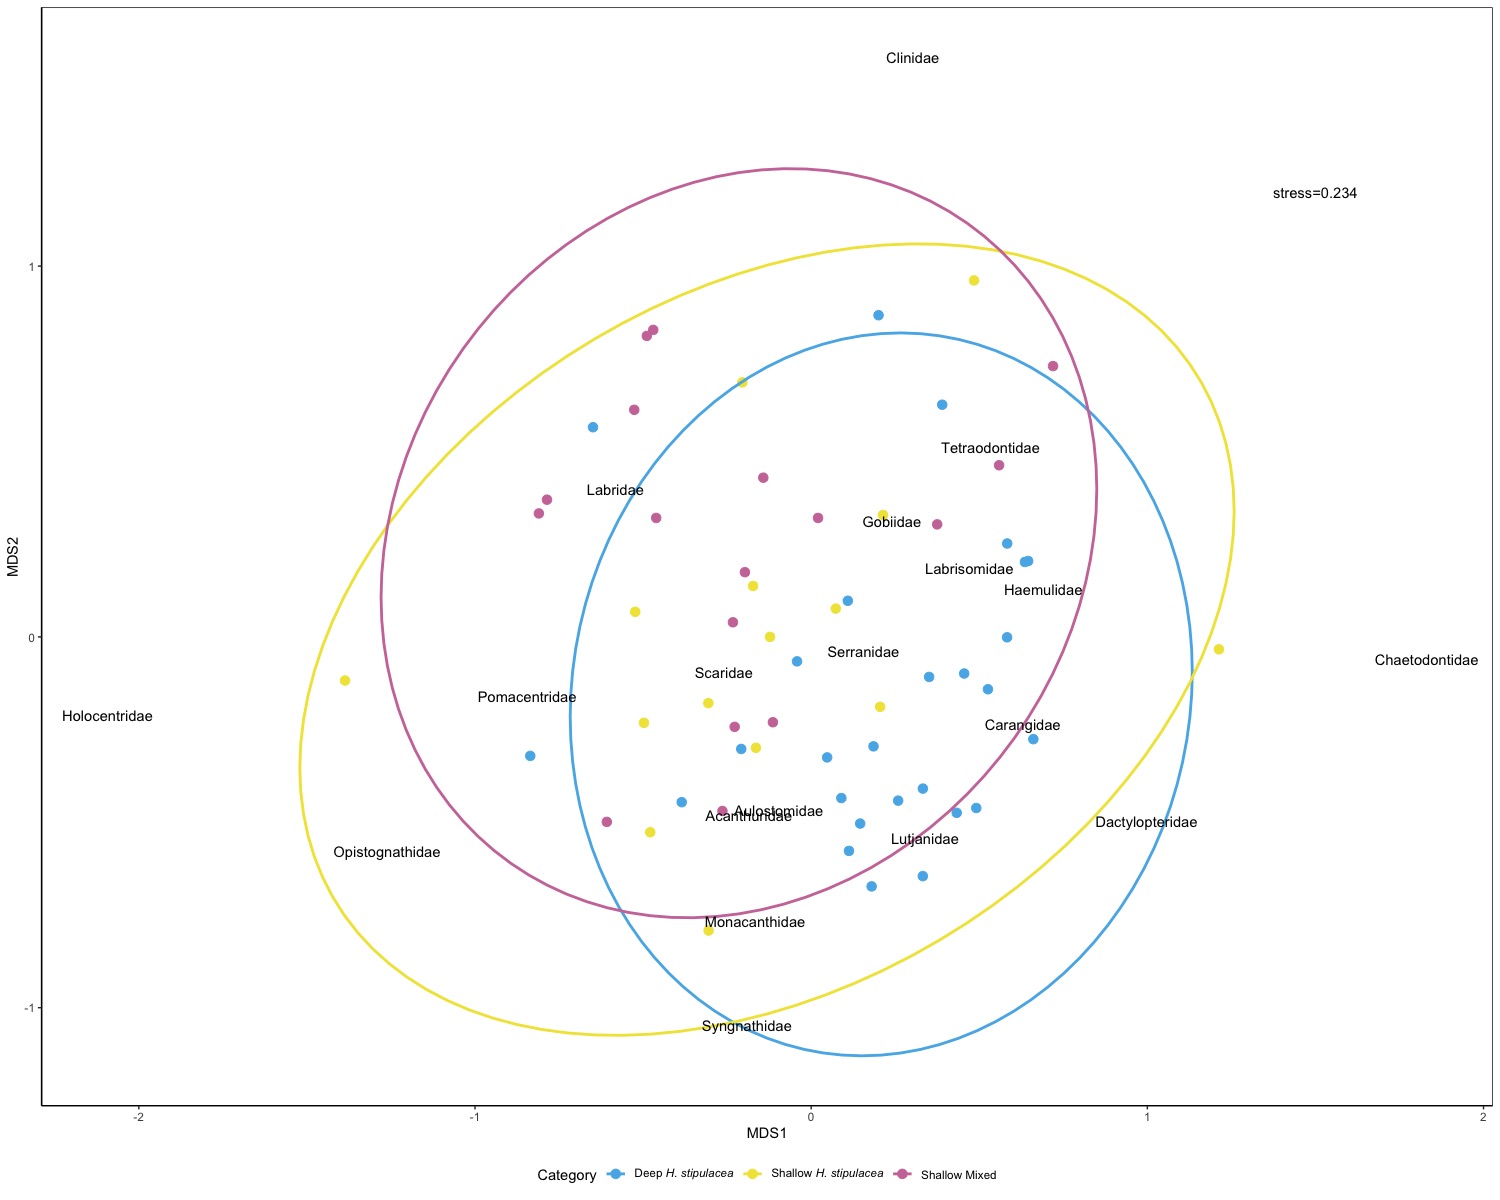 Clinidae
stress=0.234
1
Tetraodontidae
Labridae
Gobiidae
MDS2
Labrisomidae
Haemulidae
0
Serranidae
Chaetodontidae
Scaridae
Pomacentridae
Holocentridae
Carangidae
Aulostomidae
Acanthuridae
Dactylopteridae
Lutjanidae
Opistognathidae
Monacanthidae
-1
Syngnathidae
-2 -1 0 1 2
MDS1
Category Deep H. stipulacea Shallow H. stipulacea Shallow Mixed